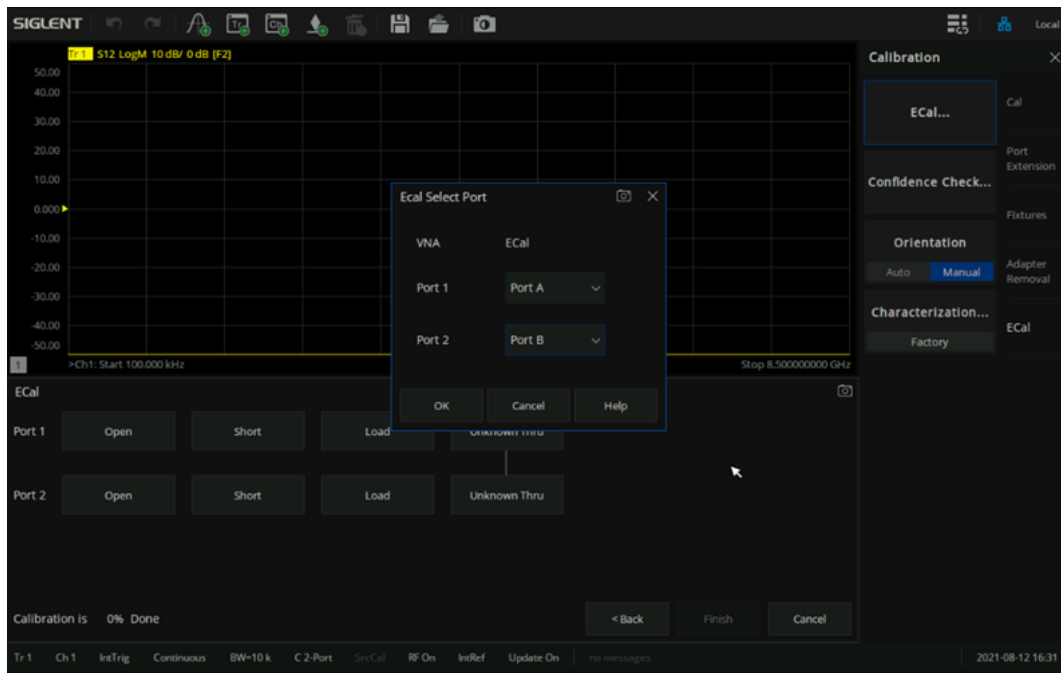 SIGLENT
Local
Tr 1 S12 LogM 10 dB/ 0 dB [F2]
50.00
40.00
30.00
20.00
10.00
0.000
-10.00
-20.00
-30.00
-40.00
-50.00
1
>Ch1: Start 100.000 kHz
Stop 8.500000000 GHz
Ecal Select Port
VNA ECal
Port 1 Port A
Port 2 Port B
OK Cancel Help
ECal
Port 1 Open Short Load Unknown Thru
Port 2 Open Short Load Unknown Thru
Calibration is 0% Done
< Back Finish Cancel
Calibration
ECal...
Confidence Check...
Orientation
Auto Manual
Characterization...
Factory
Cal
Port
Extension
Fixtures
Adapter
Removal
ECal
Tr 1 Ch 1 IntTrig Continuous BW=10 k C 2-Port SrcCal RF On IntRef Update On no messages 2021-08-12 16:31